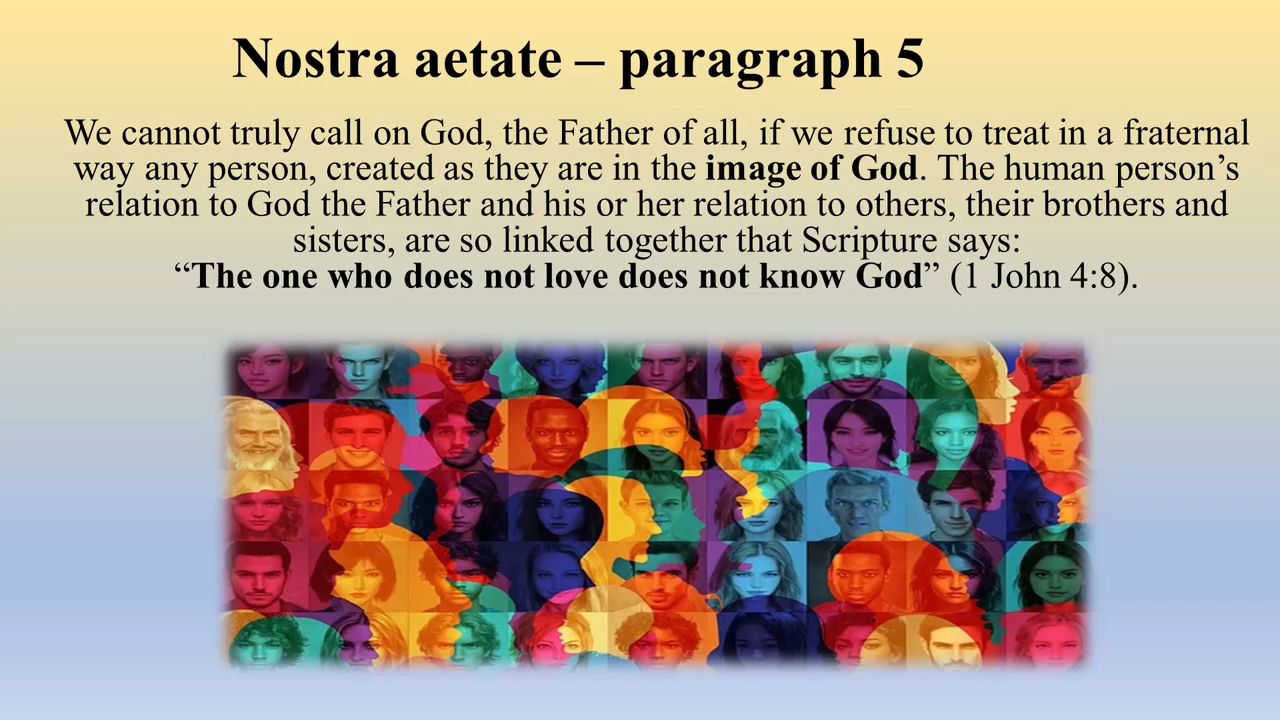 Nostra aetate – paragraph 5
We cannot truly call on God, the Father of all, if we refuse to treat in a fraternal
way any person, created as they are in the image of God. The human person’s
relation to God the Father and his or her relation to others, their brothers and
sisters, are so linked together that Scripture says:
“The one who does not love does not know God” (1 John 4:8).